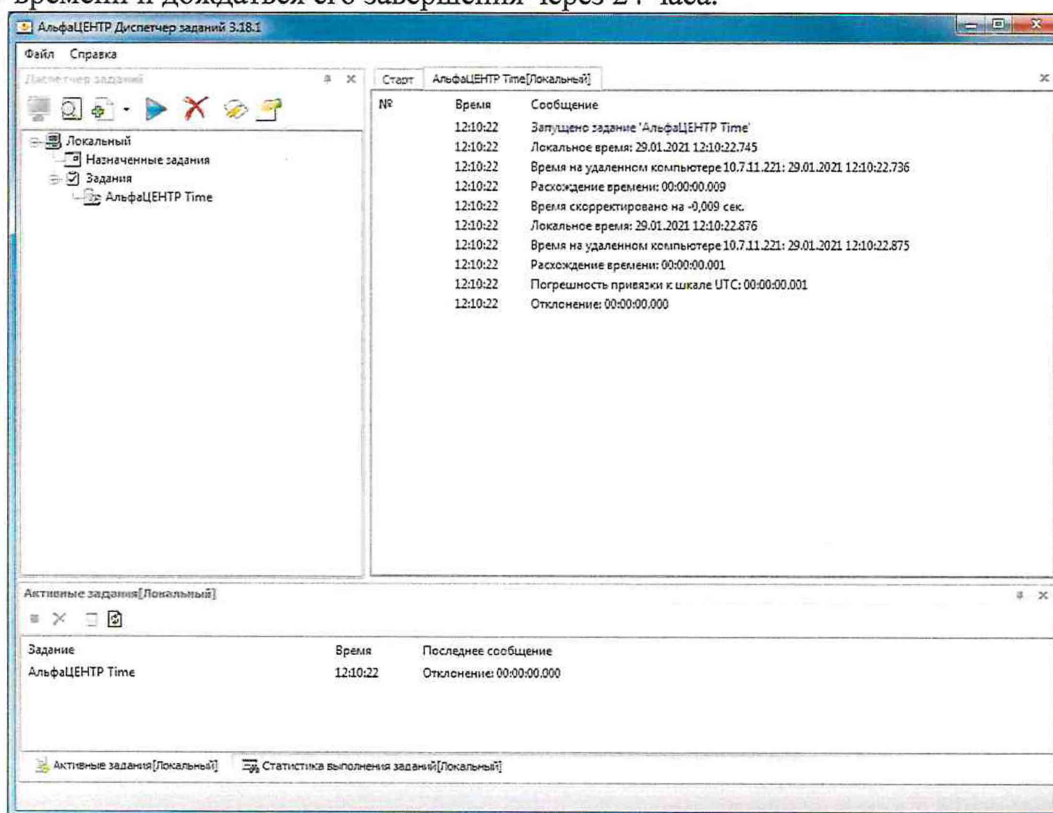 времени и дождаться его завершения через 24 часа.
АльфаЦЕНТР Диспетчер заданий 3.18.1
Файл Справка
Диспетчер заданий
Локальный
Назначенные задания
Задания
АльфаЦЕНТР Time
Старт АльфаЦЕНТР Time[Локальный]
№ Время Сообщение
12:10:22 Запущено задание 'АльфаЦЕНТР Time'
12:10:22 Локальное время: 29.01.2021 12:10:22.745
12:10:22 Время на удаленном компьютере 10.7.11.221: 29.01.2021 12:10:22.736
12:10:22 Расхождение времени: 00:00:00.009
12:10:22 Время скорректировано на -0,009 сек.
12:10:22 Локальное время: 29.01.2021 12:10:22.876
12:10:22 Время на удаленном компьютере 10.7.11.221: 29.01.2021 12:10:22.875
12:10:22 Расхождение времени: 00:00:00.001
12:10:22 Погрешность привязки к шкале UTC: 00:00:00.001
12:10:22 Отклонение: 00:00:00.000
Активные задания[Локальный]
Задание Время Последнее сообщение
АльфаЦЕНТР Time 12:10:22 Отклонение: 00:00:00.000
Активные задания[Локальный] Статистика выполнения заданий[Локальный]